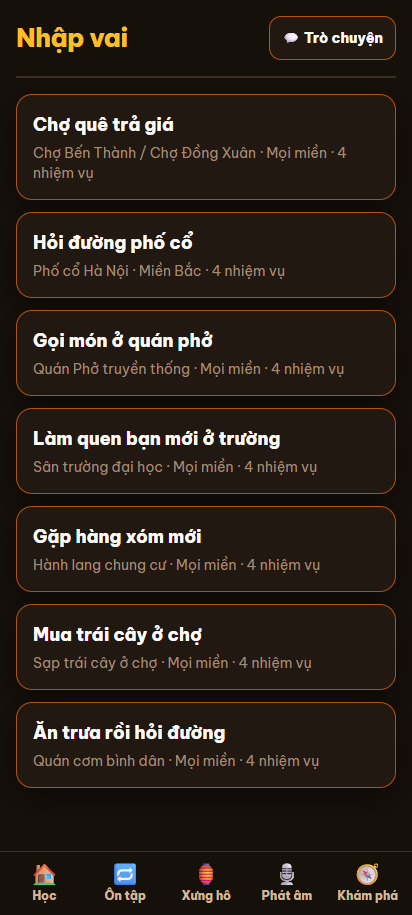 Nhập vai
Trò chuyện
Chợ quê trả giá
Chợ Bến Thành / Chợ Đồng Xuân · Mọi miền · 4
nhiệm vụ
Hỏi đường phố cổ
Phố cổ Hà Nội · Miền Bắc · 4 nhiệm vụ
Gọi món ở quán phở
Quán Phở truyền thống · Mọi miền · 4 nhiệm vụ
Làm quen bạn mới ở trường
Sân trường đại học · Mọi miền · 4 nhiệm vụ
Gặp hàng xóm mới
Hành lang chung cư · Mọi miền · 4 nhiệm vụ
Mua trái cây ở chợ
Sạp trái cây ở chợ · Mọi miền · 4 nhiệm vụ
Ăn trưa rồi hỏi đường
Quán cơm bình dân · Mọi miền · 4 nhiệm vụ
Học
Ôn tập
Xưng hô
Phát âm
Khám phá